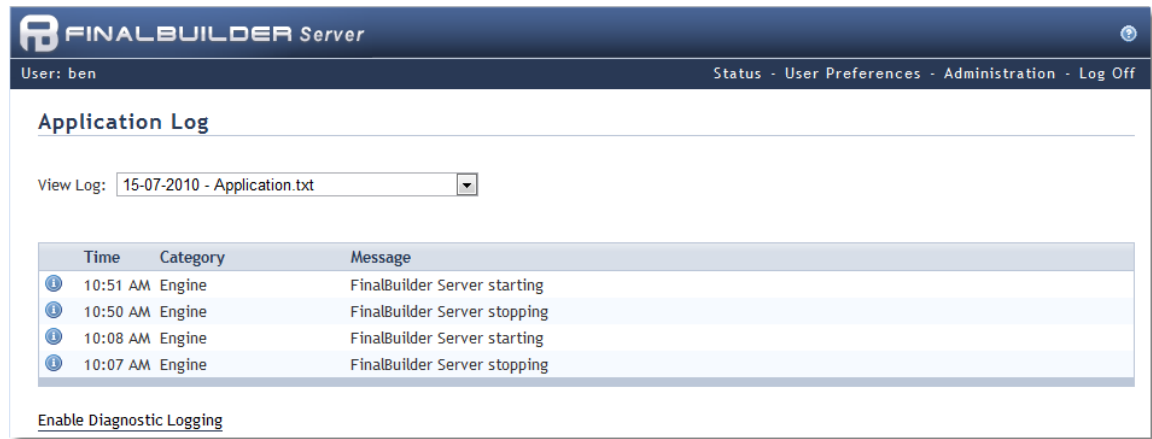 FINALBUILDER Server
User: ben Status - User Preferences - Administration - Log Off
Application Log
View Log: 15-07-2010 - Application.txt
Time Category Message
10:51 AM Engine FinalBuilder Server starting
10:50 AM Engine FinalBuilder Server stopping
10:08 AM Engine FinalBuilder Server starting
10:07 AM Engine FinalBuilder Server stopping
Enable Diagnostic Logging